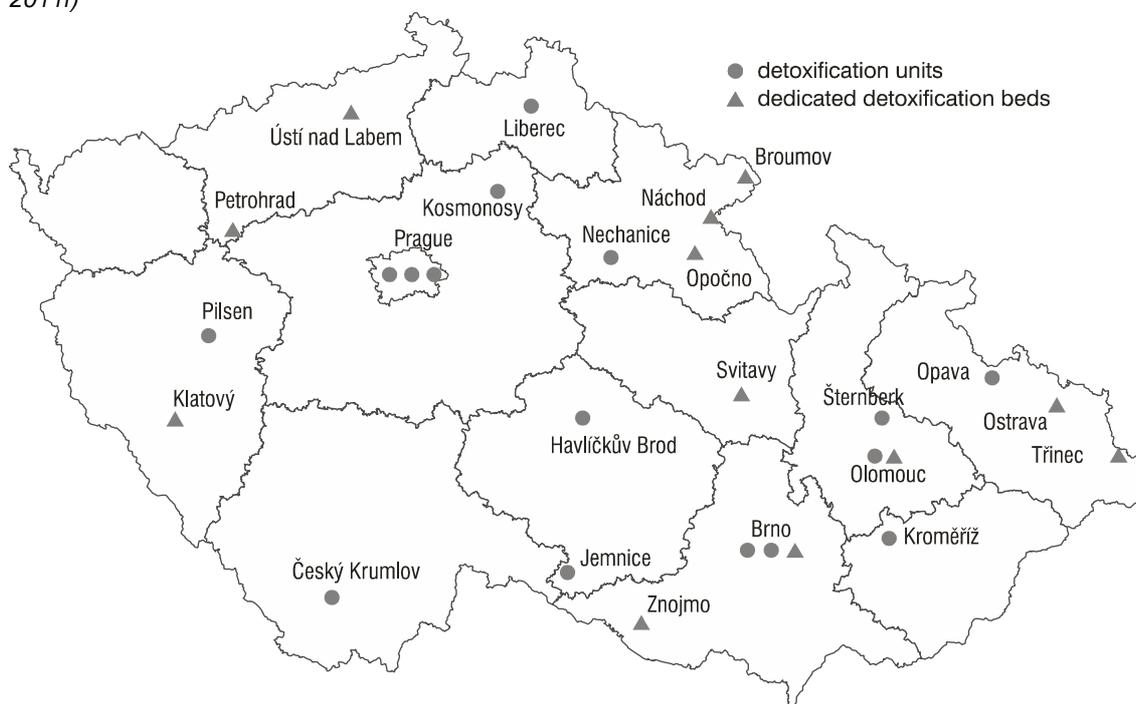 2011h)
detoxification units
dedicated detoxification beds
Ústí nad Labem
Liberec
Broumov
Petrohrad
Kosmonosy
Náchod
Prague
Nechanice
Opočno
Pilsen
Svitavy
Opava
Klatový
Šternberk
Ostrava
Havlíčkův Brod
Třinec
Olomouc
Brno
Kroměříž
Jemnice
Český Krumlov
Znojmo